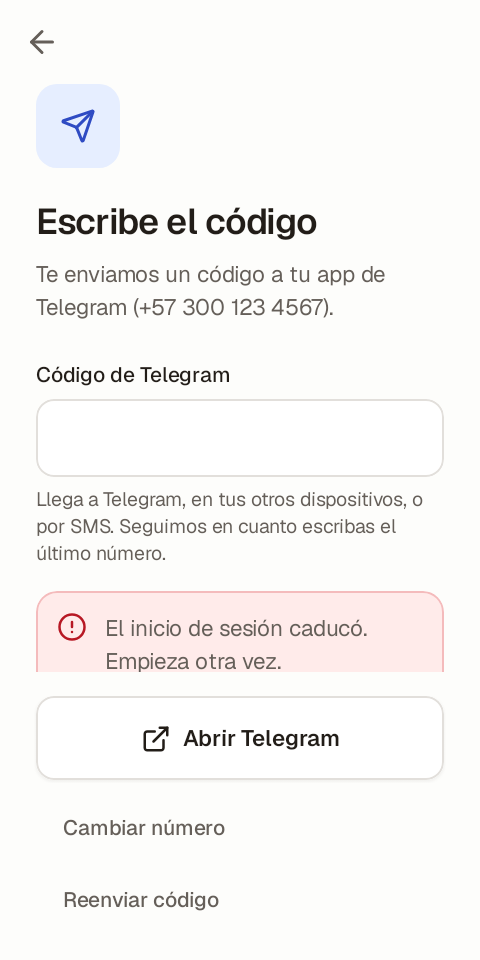 Escribe el código
Te enviamos un código a tu app de
Telegram (+57 300 123 4567).
Código de Telegram
Llega a Telegram, en tus otros dispositivos, o
por SMS. Seguimos en cuanto escribas el
último número.
El inicio de sesión caducó.
Empieza otra vez.
Abrir Telegram
Cambiar número
Reenviar código